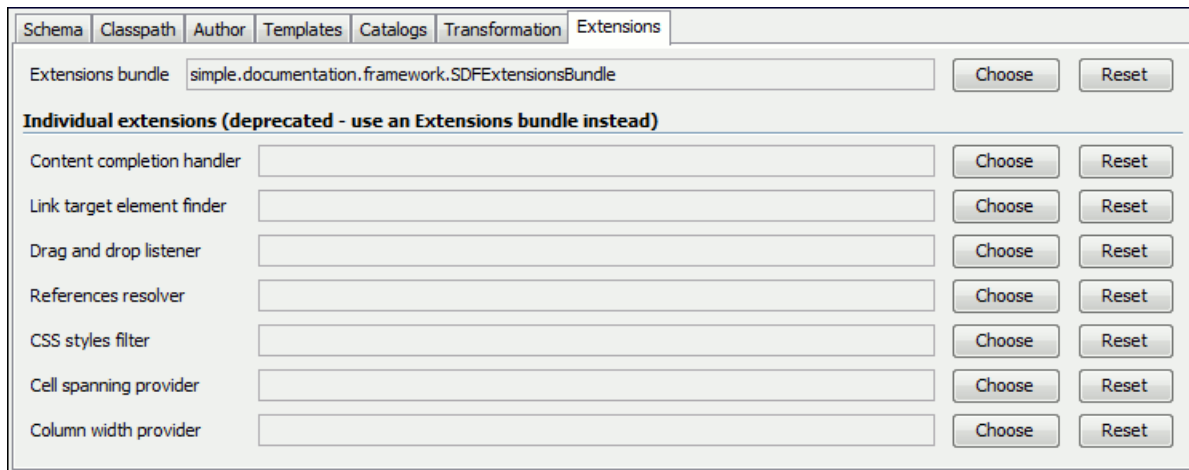 Schema Classpath Author Templates Catalogs Transformation Extensions
Extensions bundle simple.documentation.framework.SDFExtensionsBundle Choose Reset
Individual extensions (deprecated - use an Extensions bundle instead)
Content completion handler Choose Reset
Link target element finder Choose Reset
Drag and drop listener Choose Reset
References resolver Choose Reset
CSS styles filter Choose Reset
Cell spanning provider Choose Reset
Column width provider Choose Reset